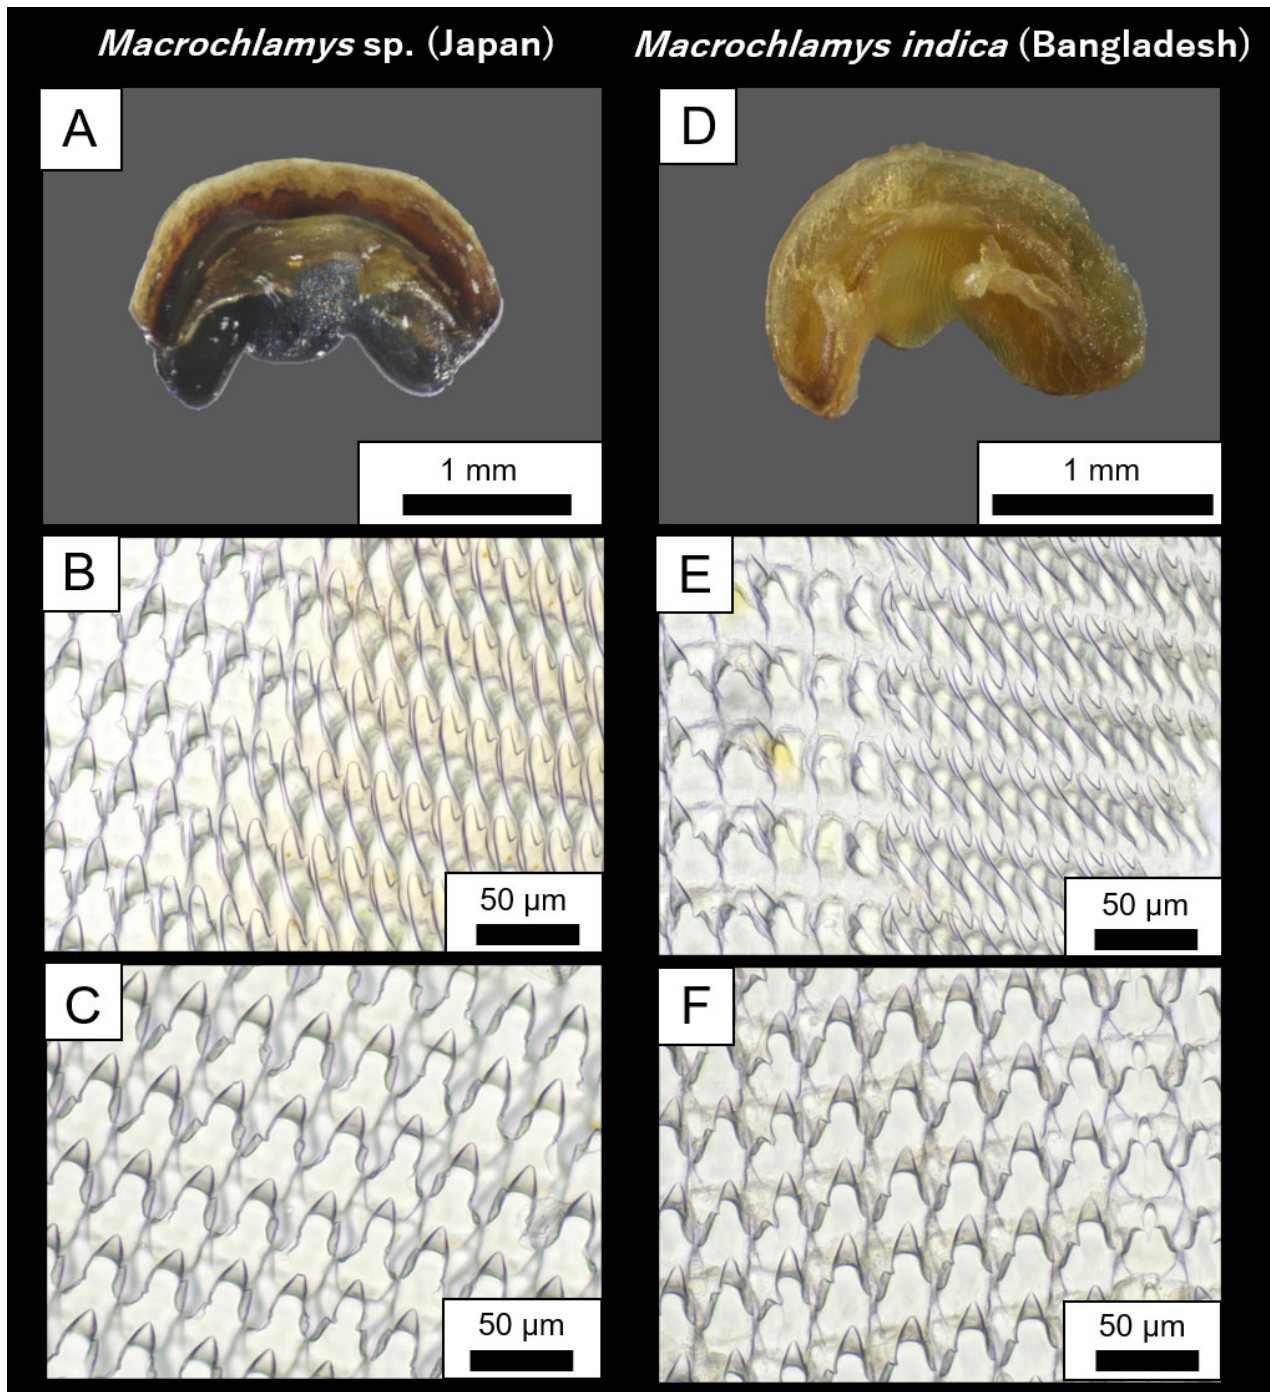 Macrochlamys sp. (Japan)
Macrochlamys indica (Bangladesh)
A
1 mm
D
1 mm
B
50 µm
E
50 µm
C
50 µm
F
50 µm